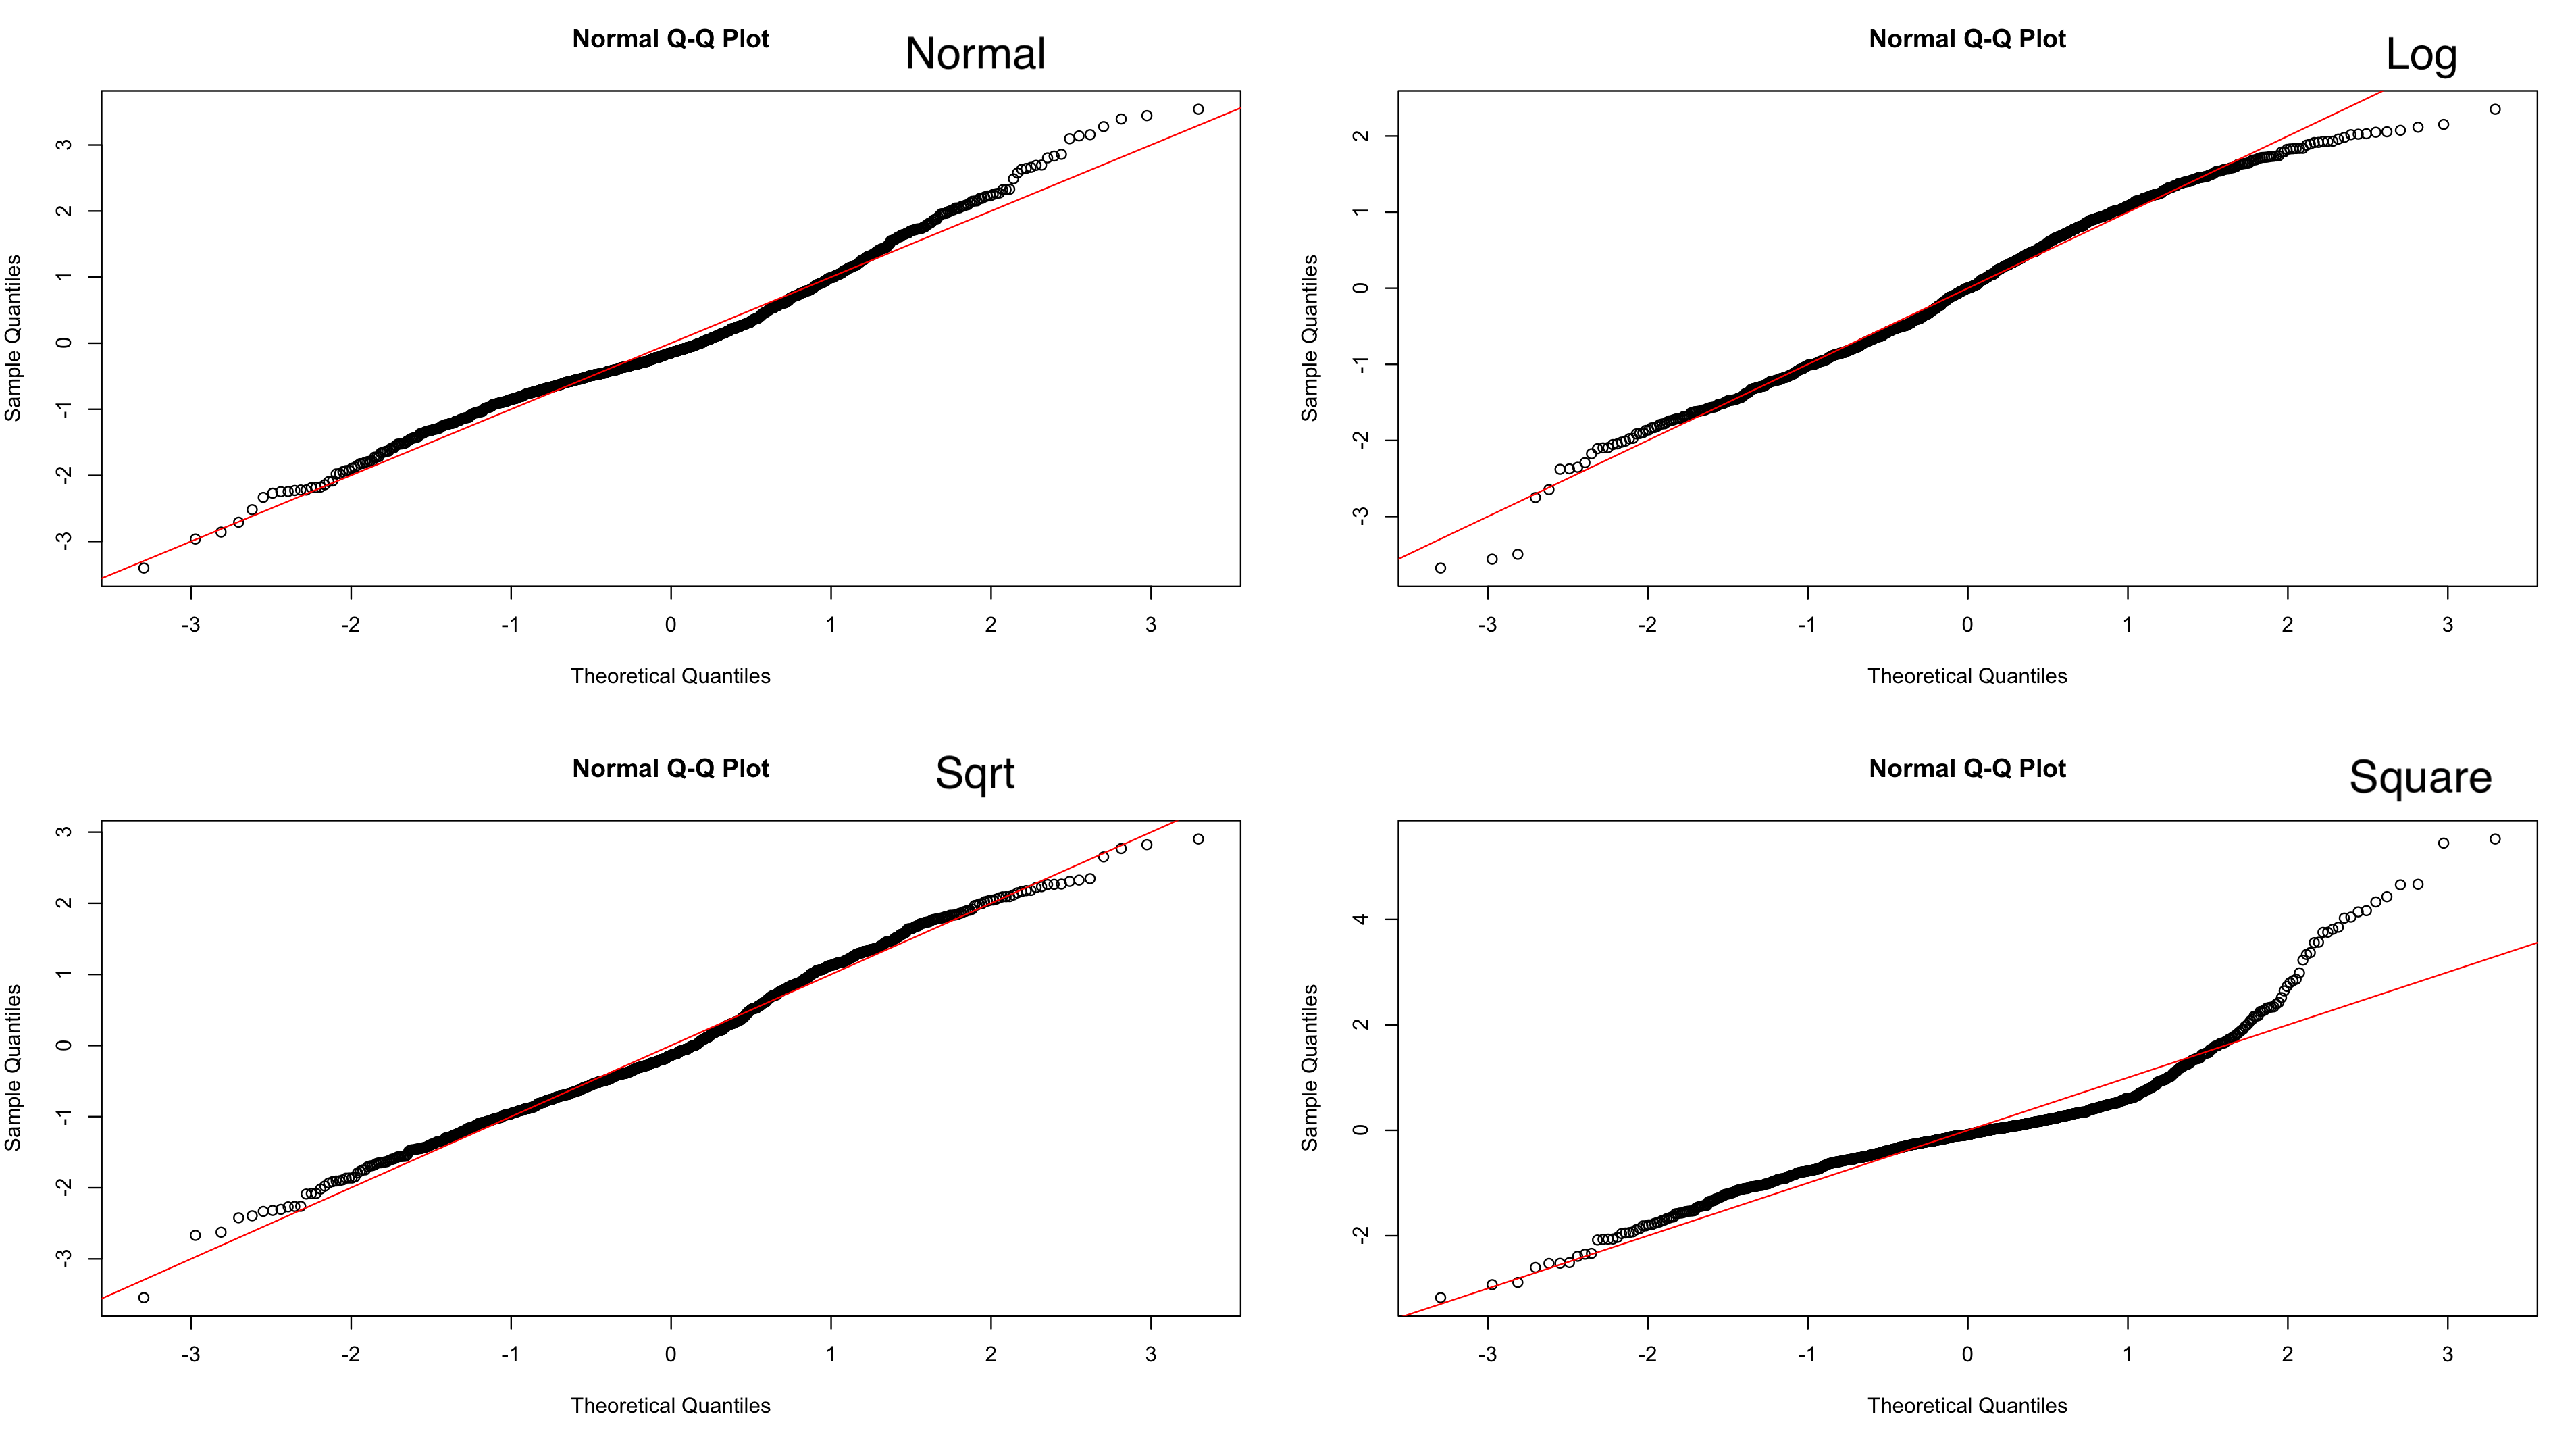 Normal Q-Q Plot Normal
3
2
1
0
-1
-2
-3
Sample Quantiles
-3 -2 -1 0 1 2 3
Theoretical Quantiles
Normal Q-Q Plot Log
2
1
0
-1
-2
-3
Sample Quantiles
-3 -2 -1 0 1 2 3
Theoretical Quantiles
Normal Q-Q Plot Sqrt
3
2
1
0
-1
-2
-3
Sample Quantiles
-3 -2 -1 0 1 2 3
Theoretical Quantiles
Normal Q-Q Plot Square
4
2
0
-2
Sample Quantiles
-3 -2 -1 0 1 2 3
Theoretical Quantiles